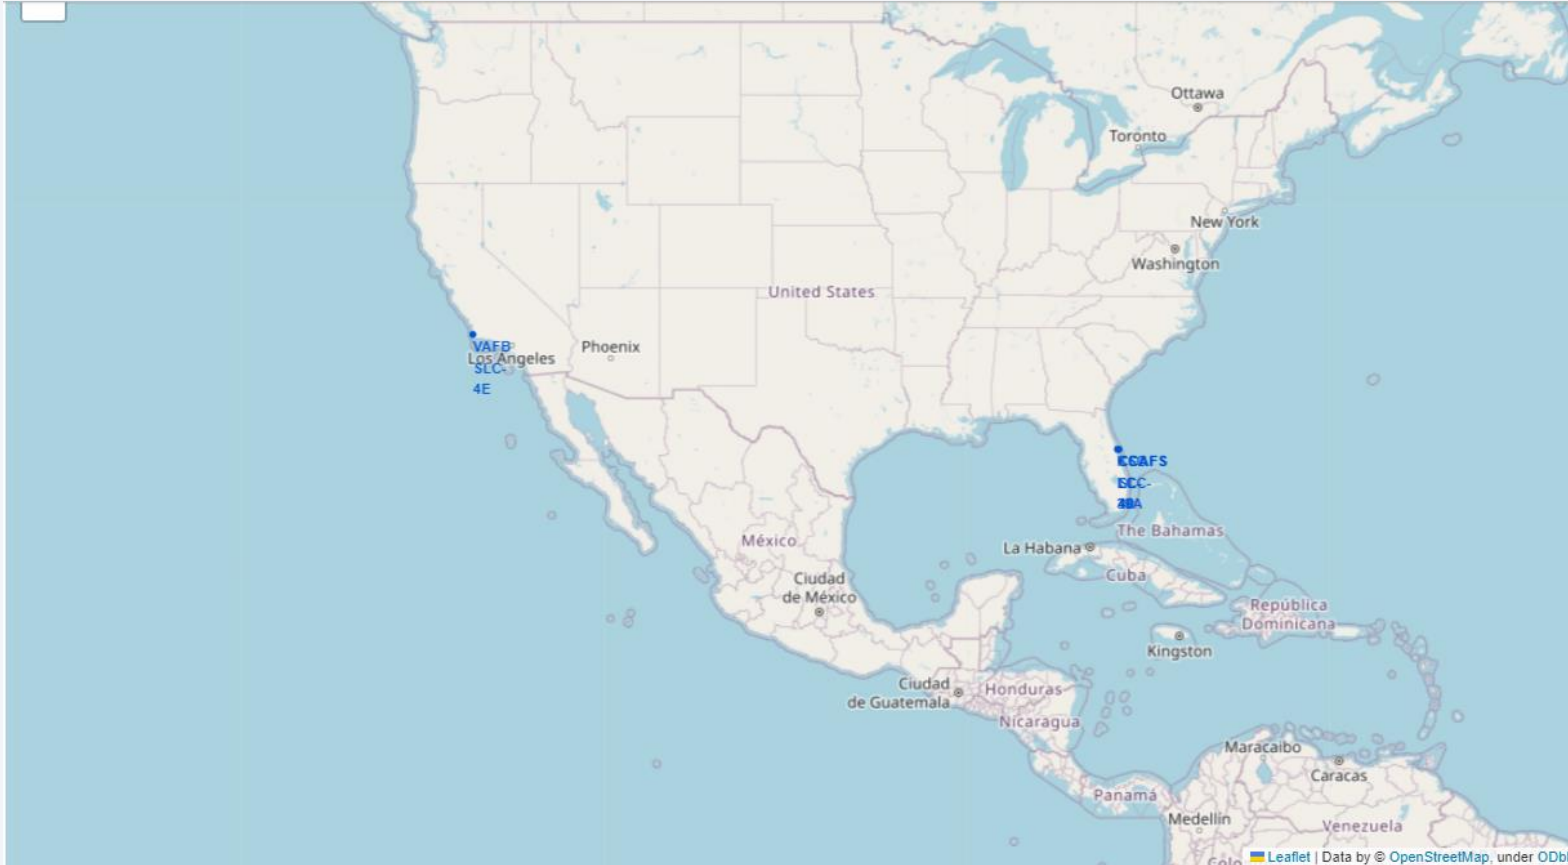 Ottawa
Toronto
New York
Washington
United States
VAFB
SLC-
4E
Los Angeles
Phoenix
CCAFS
The Bahamas
México
La Habana
Cuba
Ciudad
de México
República
Dominicana
Kingston
Ciudad
de Guatemala
Honduras
Nicaragua
Maracaibo
Caracas
Panamá
Medellín
Venezuela
Leaflet | Data by © OpenStreetMap, under ODb